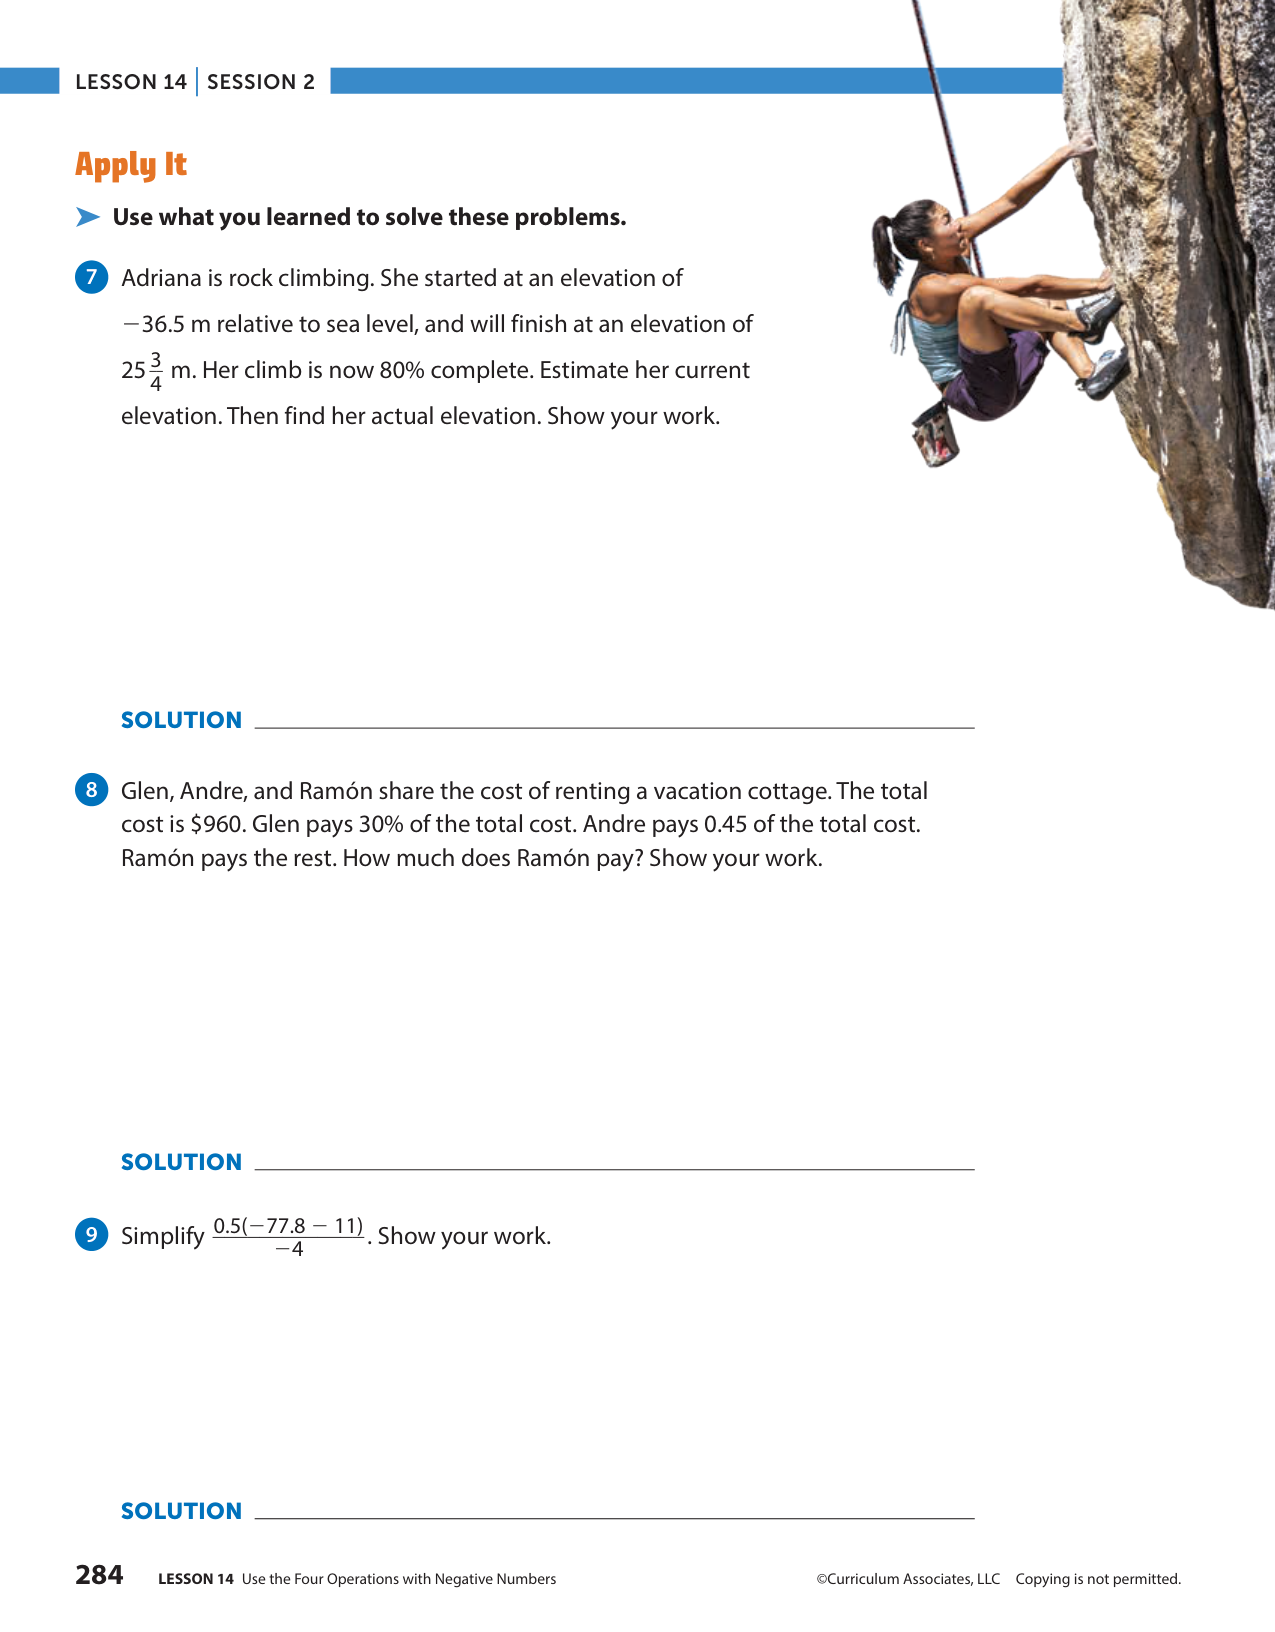 LESSON 14 | SESSION 2
Apply It
➤ Use what you learned to solve these problems.
7 Adriana is rock climbing. She started at an elevation of
−36.5 m relative to sea level, and will finish at an elevation of
25 3/4 m. Her climb is now 80% complete. Estimate her current
elevation. Then find her actual elevation. Show your work.
SOLUTION
8 Glen, Andre, and Ramón share the cost of renting a vacation cottage. The total
cost is $960. Glen pays 30% of the total cost. Andre pays 0.45 of the total cost.
Ramón pays the rest. How much does Ramón pay? Show your work.
SOLUTION
9 Simplify 0.5(−77.8 − 11)/−4. Show your work.
SOLUTION
284 LESSON 14 Use the Four Operations with Negative Numbers ©Curriculum Associates, LLC Copying is not permitted.